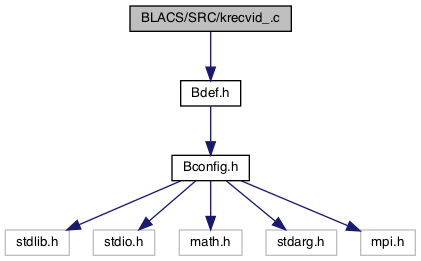 BLACS/SRC/krecvid_.c
Bdef.h
Bconfig.h
stdlib.h stdio.h math.h stdarg.h mpi.h